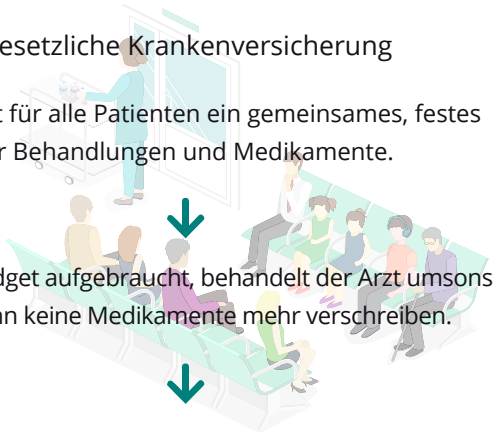 esetzliche Krankenversicherung
t für alle Patienten ein gemeinsames, festes
r Behandlungen und Medikamente.
dget aufgebraucht, behandelt der Arzt umsons
nn keine Medikamente mehr verschreiben.